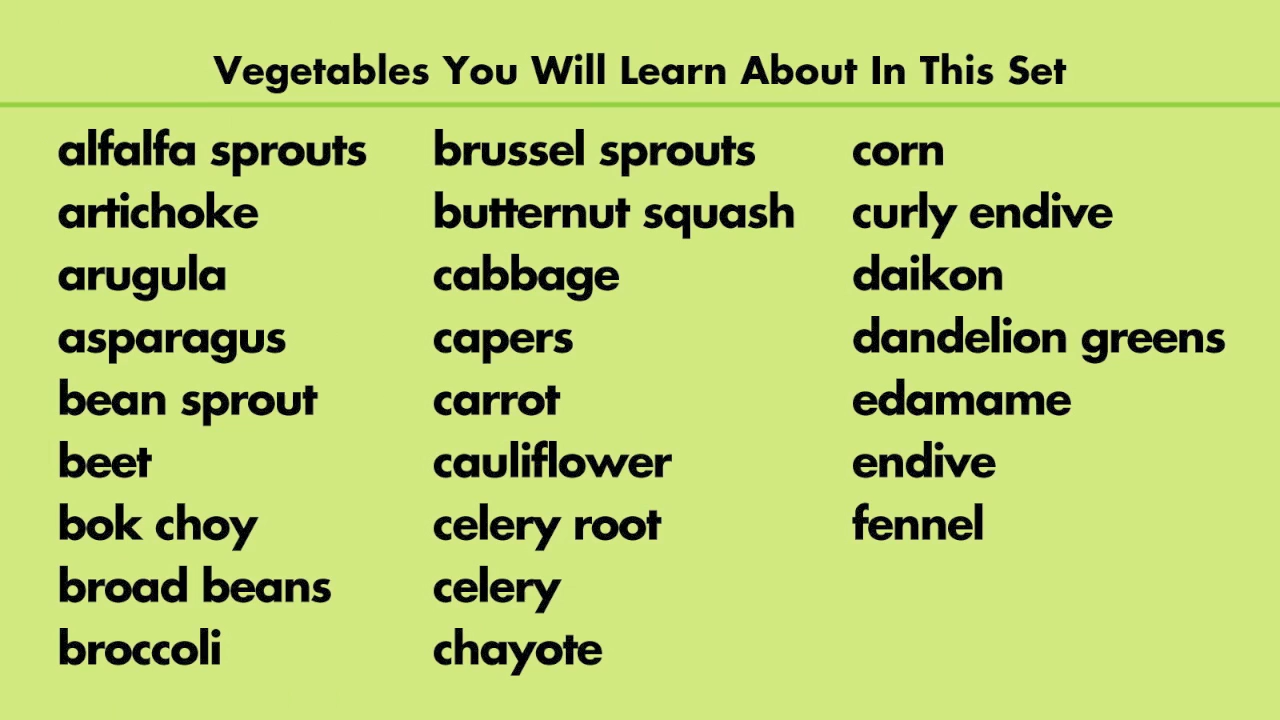 Vegetables You Will Learn About In This Set
alfalfa sprouts
artichoke
arugula
asparagus
bean sprout
beet
bok choy
broad beans
broccoli
brussel sprouts
butternut squash
cabbage
capers
carrot
cauliflower
celery root
celery
chayote
corn
curly endive
daikon
dandelion greens
edamame
endive
fennel